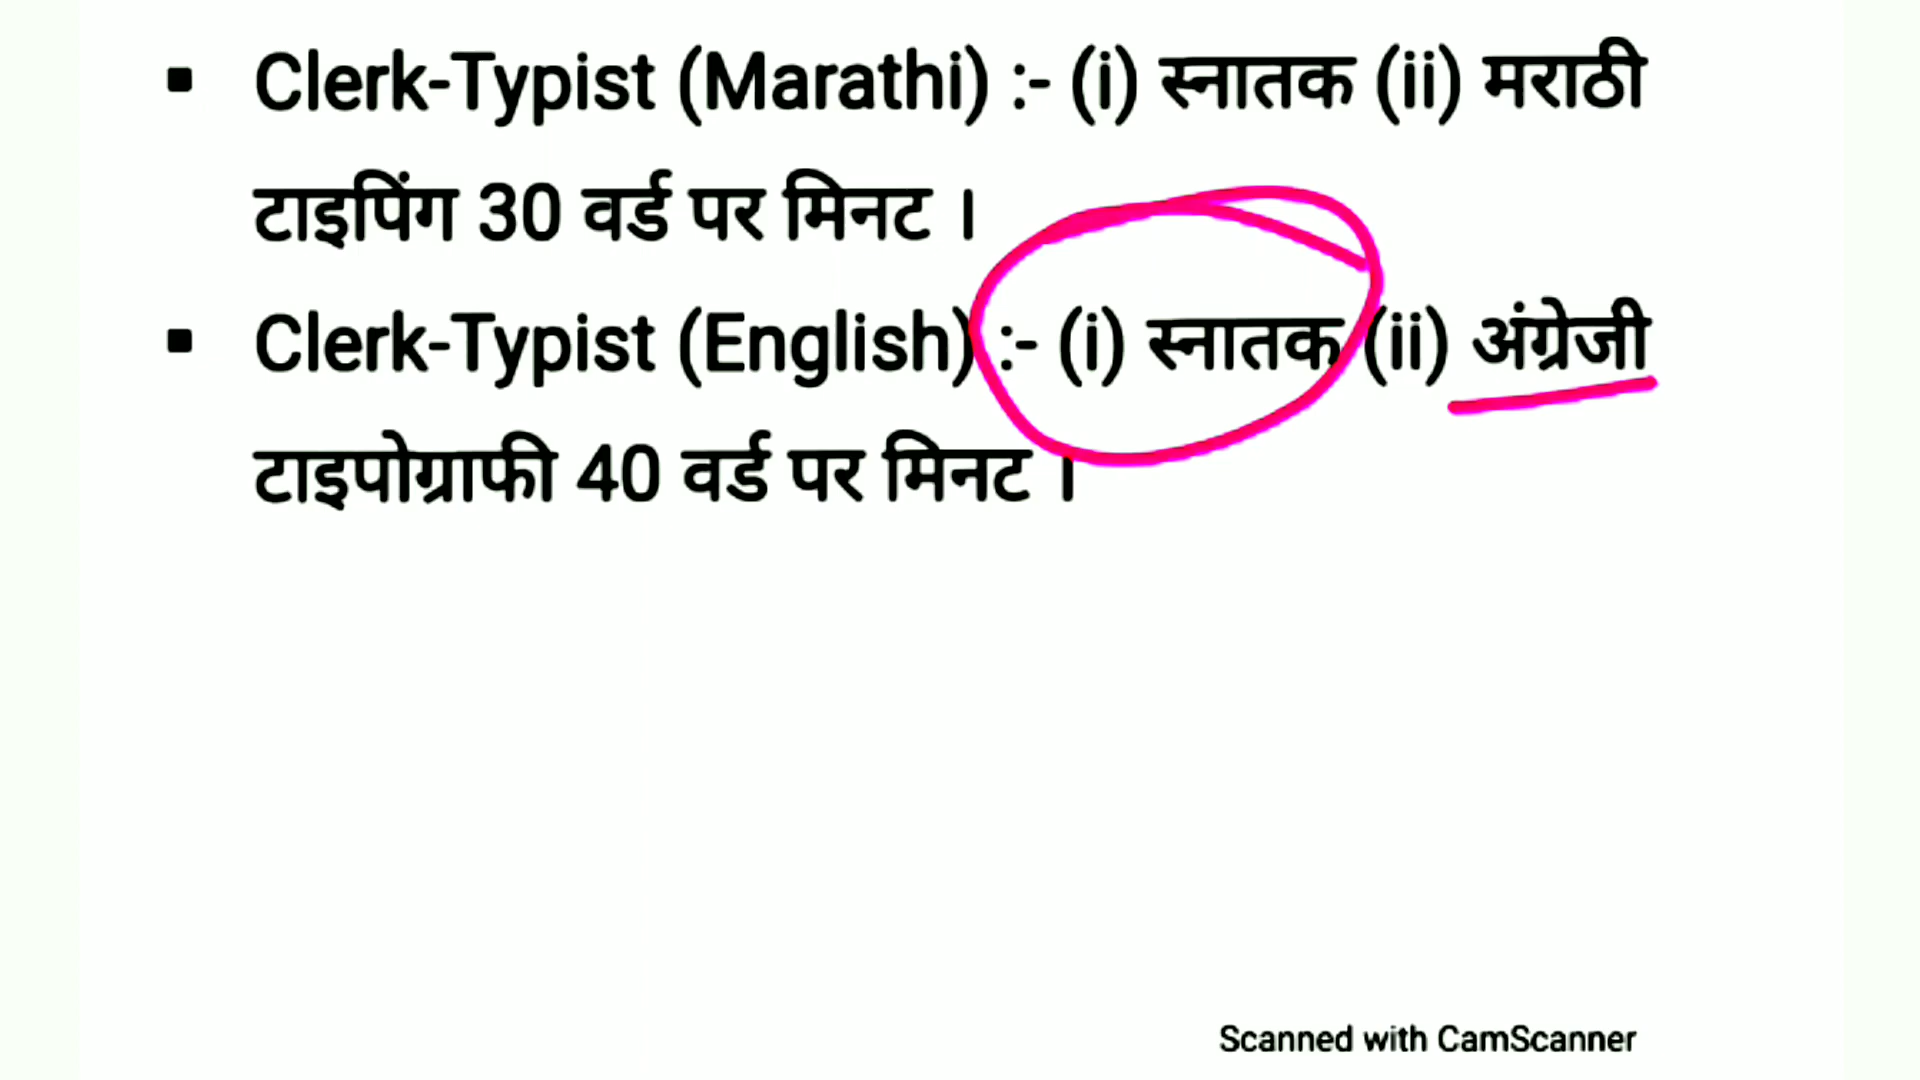 ▪ Clerk-Typist (Marathi) :- (i) स्नातक (ii) मराठी
टाइपिंग 30 वर्ड पर मिनट ।
▪ Clerk-Typist (English) :- (i) स्नातक (ii) अंग्रेजी
टाइपोग्राफी 40 वर्ड पर मिनट ।
Scanned with CamScanner